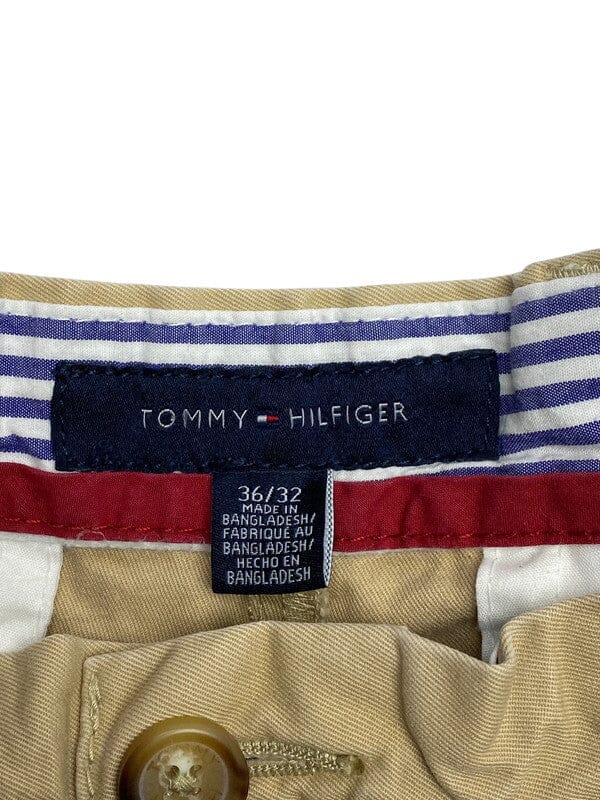 TOMMY HILFIGER
36/32
MADE IN
BANGLADESH/
FABRIQUÉ AU
BANGLADESH/
HECHO EN
BANGLADESH